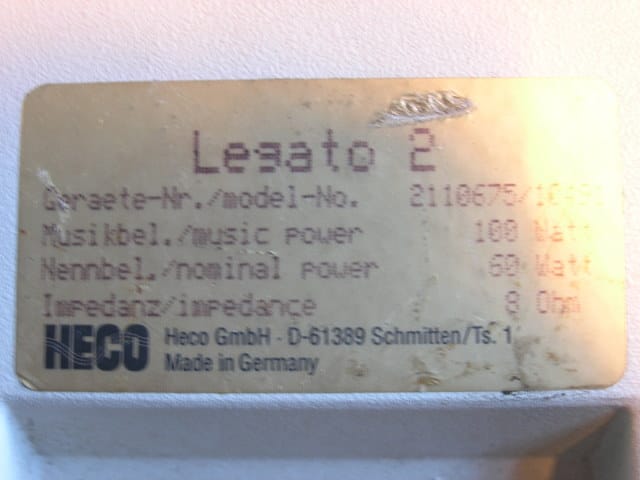 Legato 2
Geraete-Nr./model-No.
Musikbel./music power 100 Watt
Nennbel./nominal power 60 Watt
Impedanz/impedance 8 Ohm
HECO Heco GmbH - D-61389 Schmitten/Ts. 1
Made in Germany